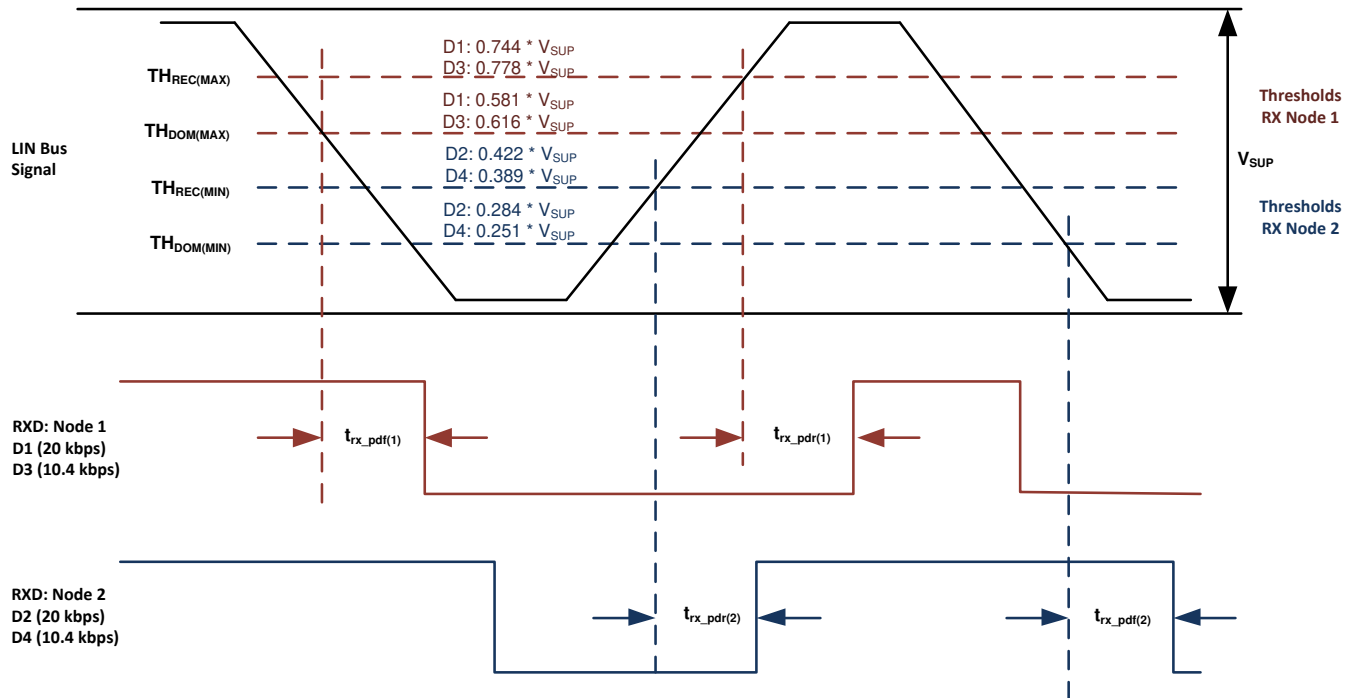 D1: 0.744 * VSUP
THREC(MAX)
D3: 0.778 * VSUP
D1: 0.581 * VSUP
THDOM(MAX)
D3: 0.616 * VSUP
LIN Bus
Signal
D2: 0.422 * VSUP
THREC(MIN)
D4: 0.389 * VSUP
D2: 0.284 * VSUP
THDOM(MIN)
D4: 0.251 * VSUP
Thresholds
RX Node 1
VSUP
Thresholds
RX Node 2
RXD: Node 1
D1 (20 kbps)
D3 (10.4 kbps)
trx_pdf(1)
trx_pdr(1)
RXD: Node 2
D2 (20 kbps)
D4 (10.4 kbps)
trx_pdr(2)
trx_pdf(2)